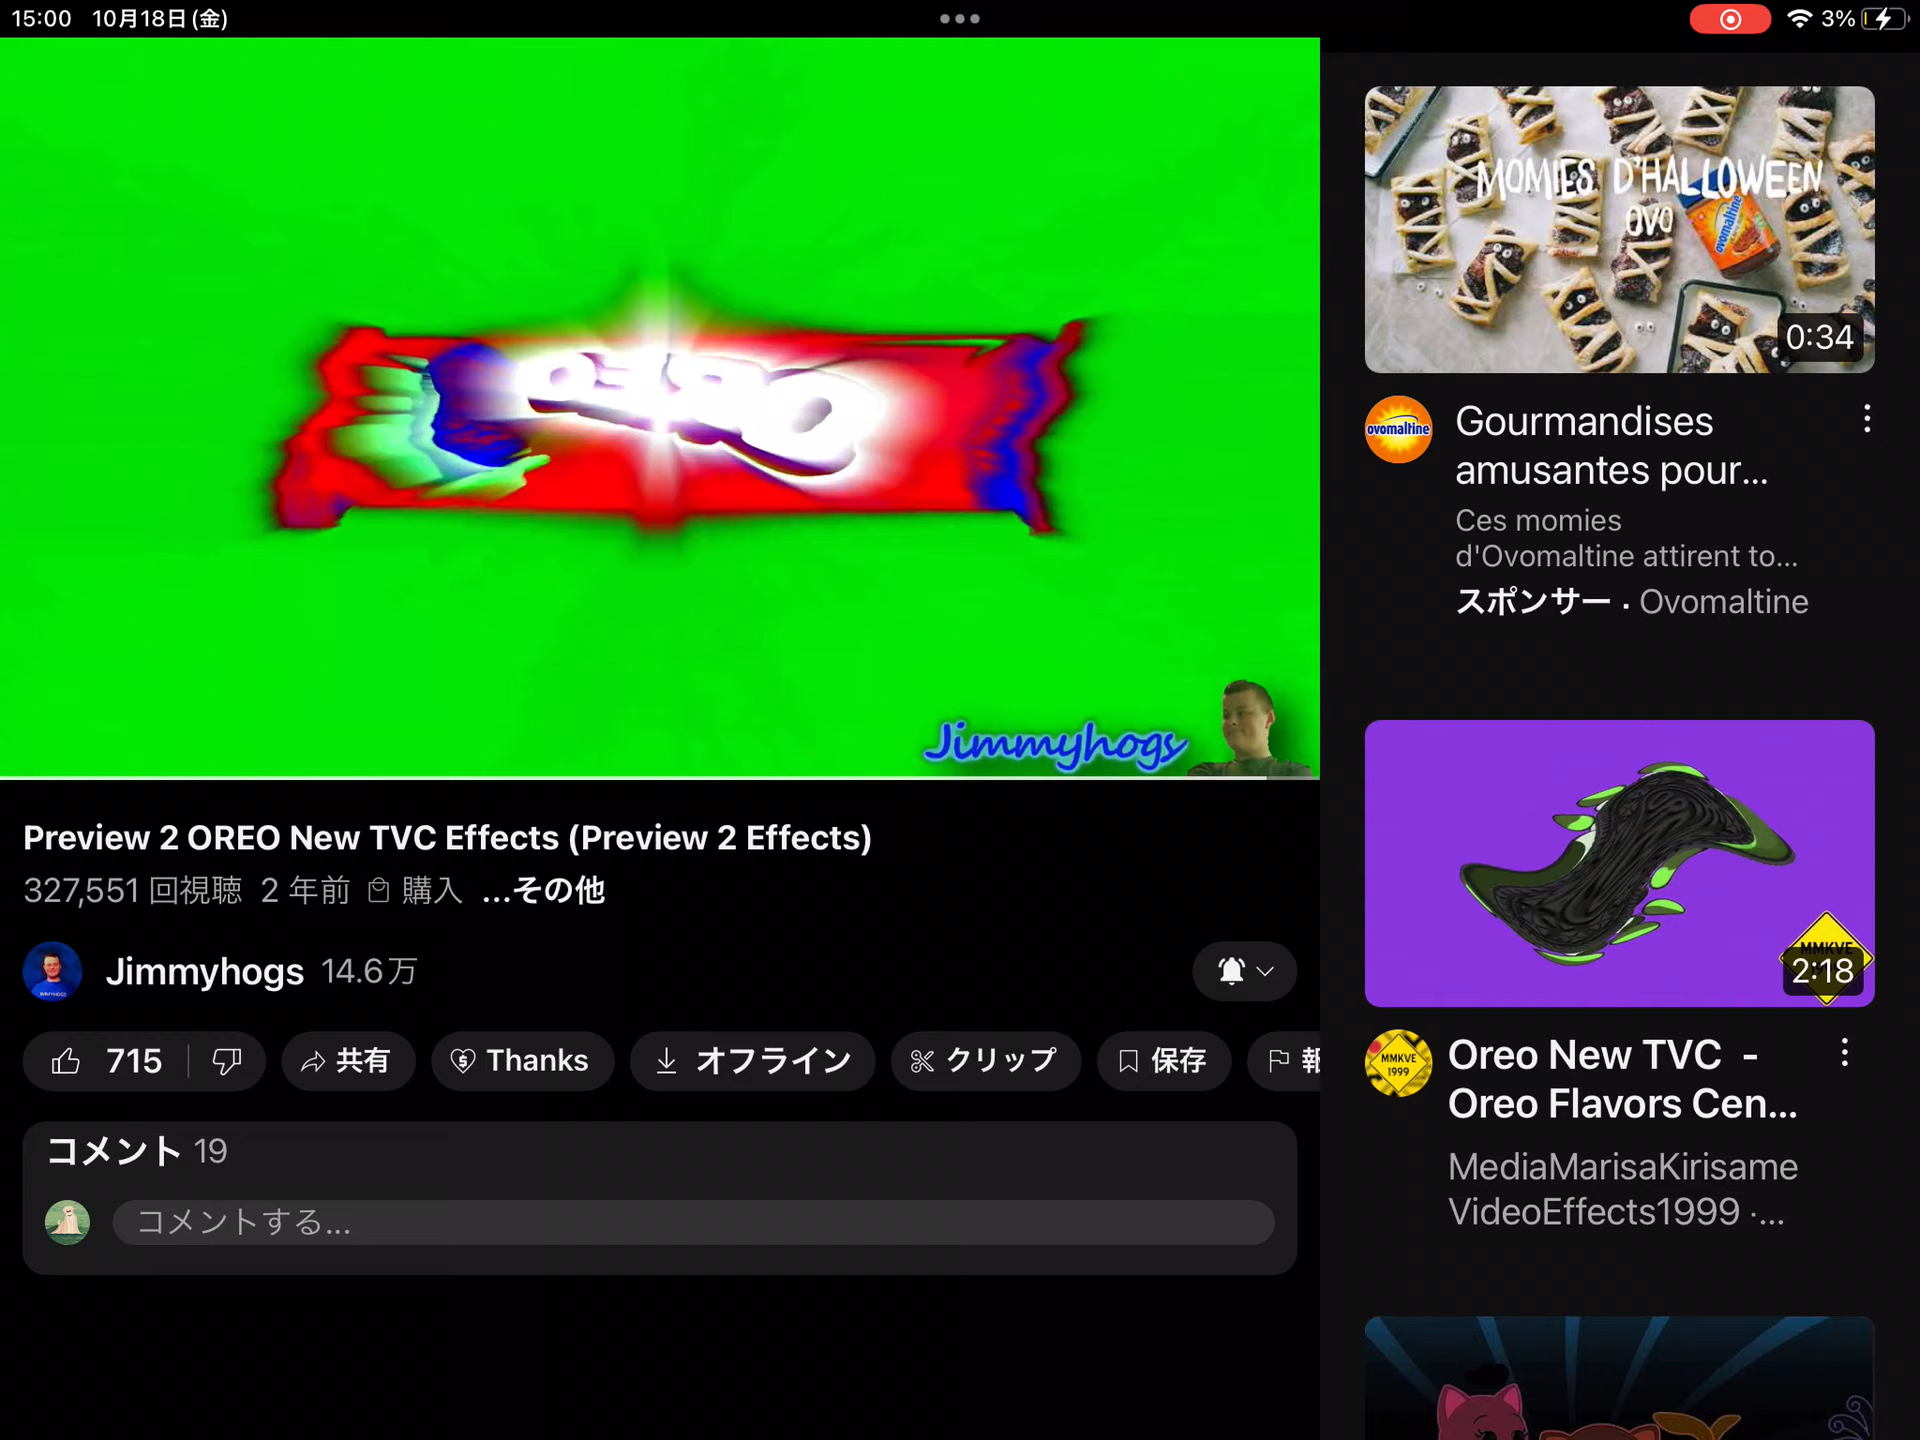 15:00 10月18日(金)
3%
OREO
Jimmyhogs
Preview 2 OREO New TVC Effects (Preview 2 Effects)
327,551 回視聴 2 年前 購入 ...その他
Jimmyhogs 14.6万
715
共有
Thanks
オフライン
クリップ
保存
報
コメント 19
コメントする...
MOMIES D'HALLOWEEN
OVO
ovomaltine
0:34
ovomaltine
Gourmandises
amusantes pour...
Ces momies
d'Ovomaltine attirent to...
スポンサー · Ovomaltine
MMKVE
2:18
MMKVE
1999
Oreo New TVC -
Oreo Flavors Cen...
MediaMarisaKirisame
VideoEffects1999 ·...